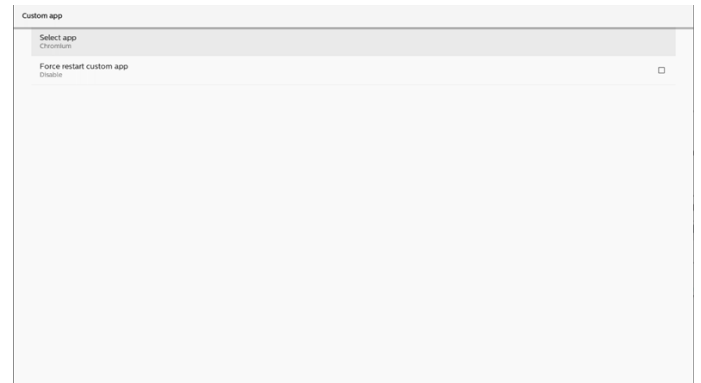 Custom app
Select app
Chromium
Force restart custom app
Disable